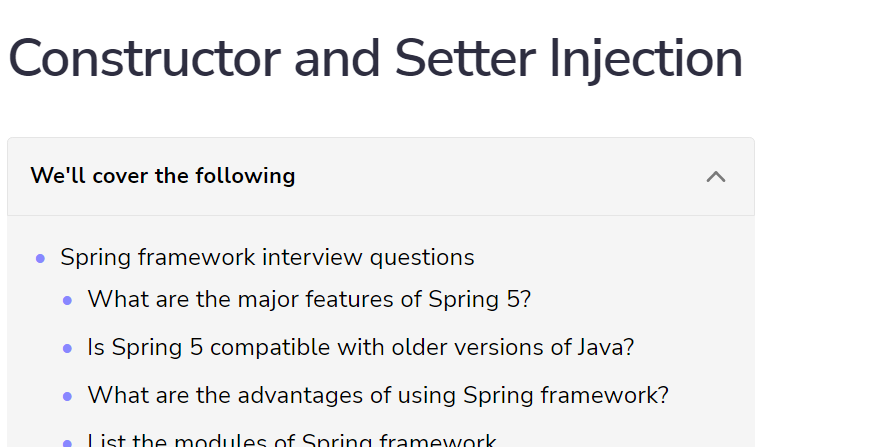 Constructor and Setter Injection
We'll cover the following
Spring framework interview questions
What are the major features of Spring 5?
Is Spring 5 compatible with older versions of Java?
What are the advantages of using Spring framework?
List the modules of Spring framework